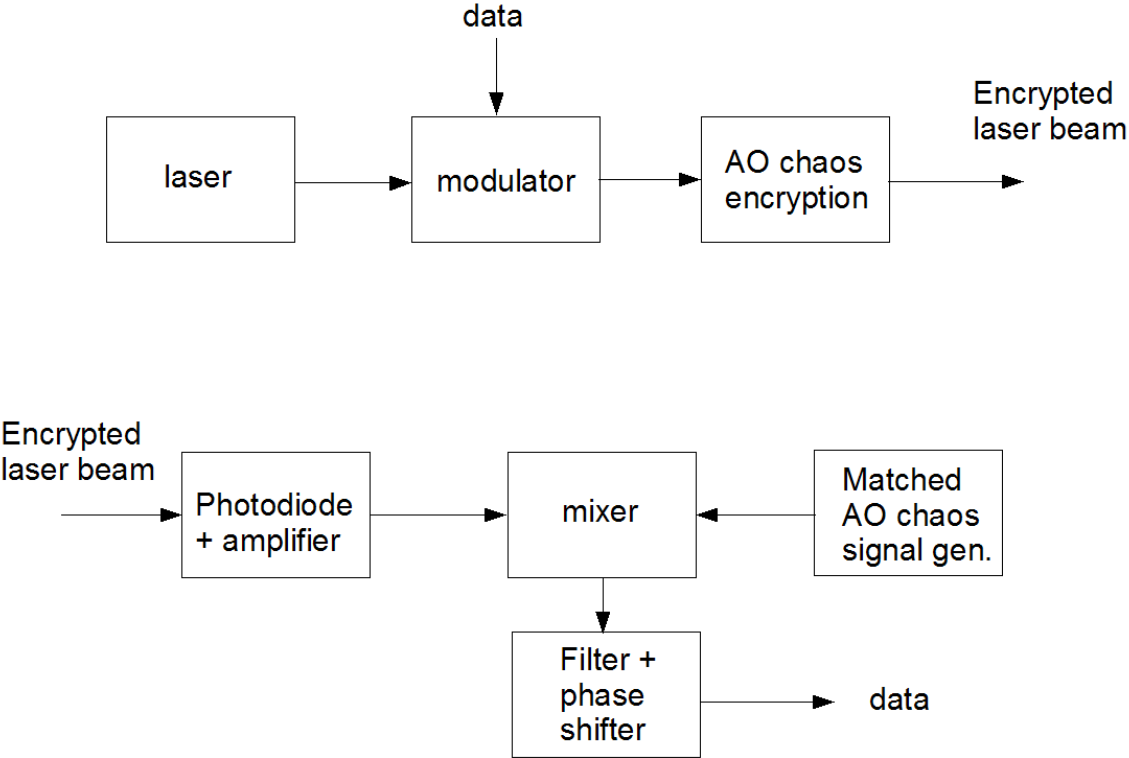 data
Encrypted
laser beam
laser
modulator
AO chaos
encryption
Encrypted
laser beam
Photodiode
+ amplifier
mixer
Matched
AO chaos
signal gen.
Filter +
phase
shifter
data